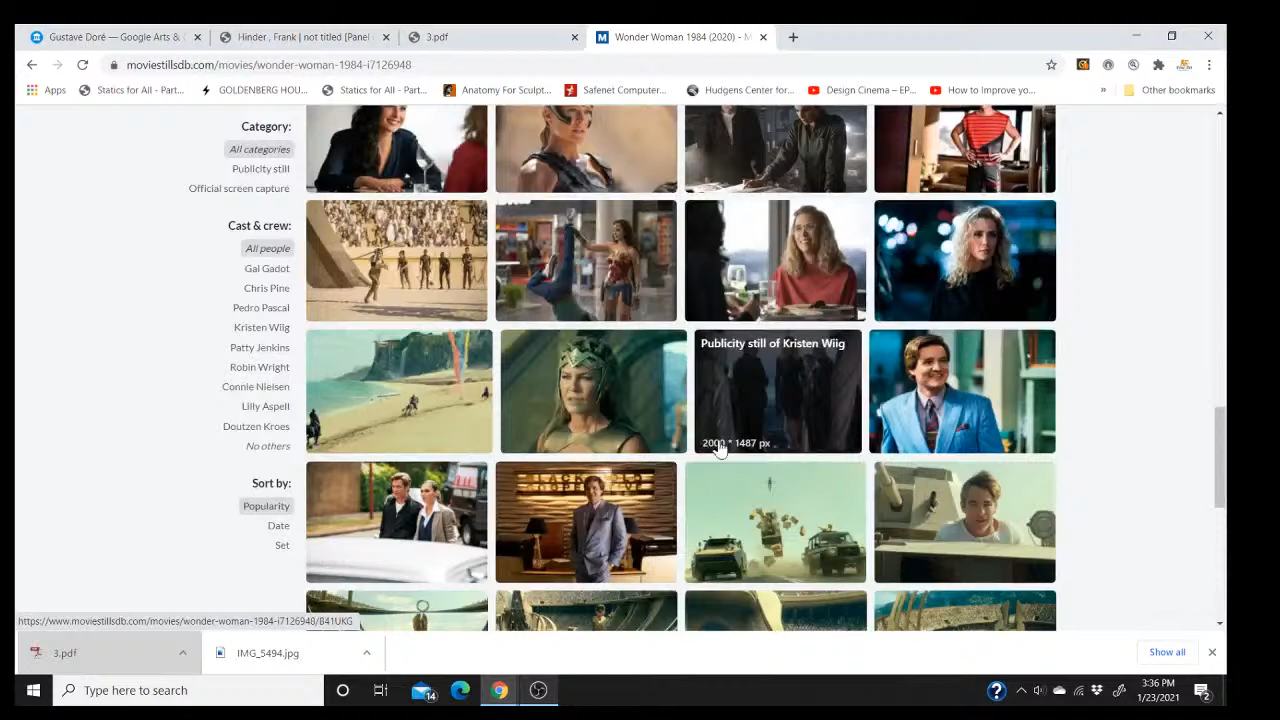 Gustave Doré — Google Arts & C
Hinder , Frank | not titled [Panel
3.pdf
Wonder Woman 1984 (2020) - M
moviestillsdb.com/movies/wonder-woman-1984-i7126948
Apps
Statics for All - Part...
GOLDENBERG HOU...
Statics for All - Part...
Anatomy For Sculpt...
Safenet Computer...
Hudgens Center for...
Design Cinema – EP...
How to Improve yo...
»
Other bookmarks
Category:
All categories
Publicity still
Official screen capture
Cast & crew:
All people
Gal Gadot
Chris Pine
Pedro Pascal
Kristen Wiig
Patty Jenkins
Robin Wright
Connie Nielsen
Lilly Aspell
Doutzen Kroes
No others
Sort by:
Popularity
Date
Set
Publicity still of Kristen Wiig
2000 * 1487 px
https://www.moviestillsdb.com/movies/wonder-woman-1984-i7126948/841UKG
3.pdf
IMG_5494.jpg
Show all
Type here to search
14
3:36 PM
1/23/2021
2